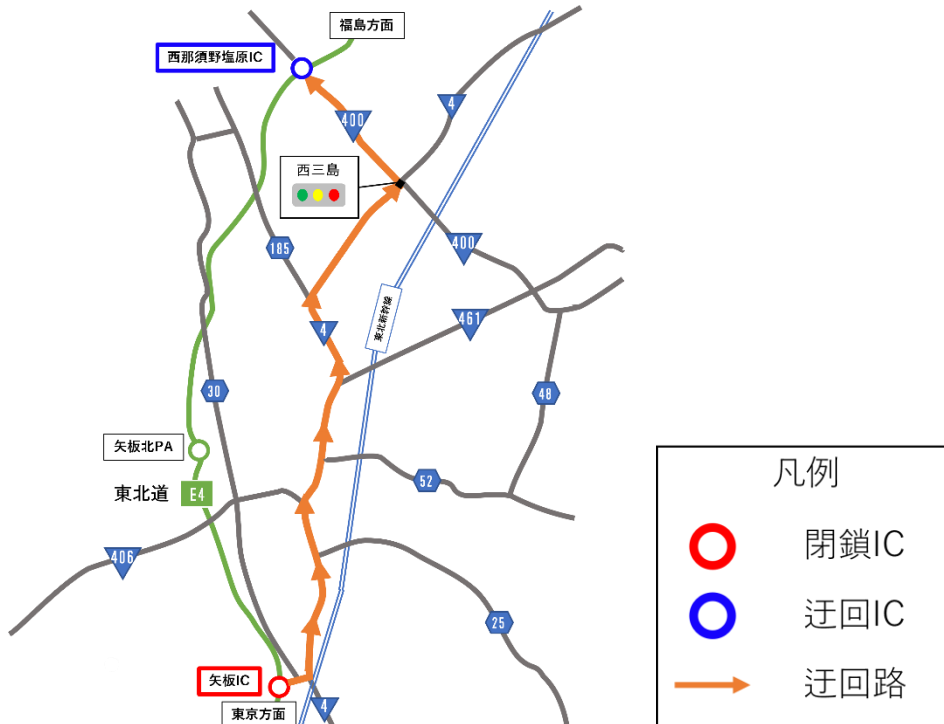 福島方面
西那須野塩原IC
4
400
西三島
185
400
東北新幹線
4
461
30
48
矢板北PA
52
東北道
E4
406
25
矢板IC
4
東京方面
凡例
閉鎖IC
迂回IC
迂回路